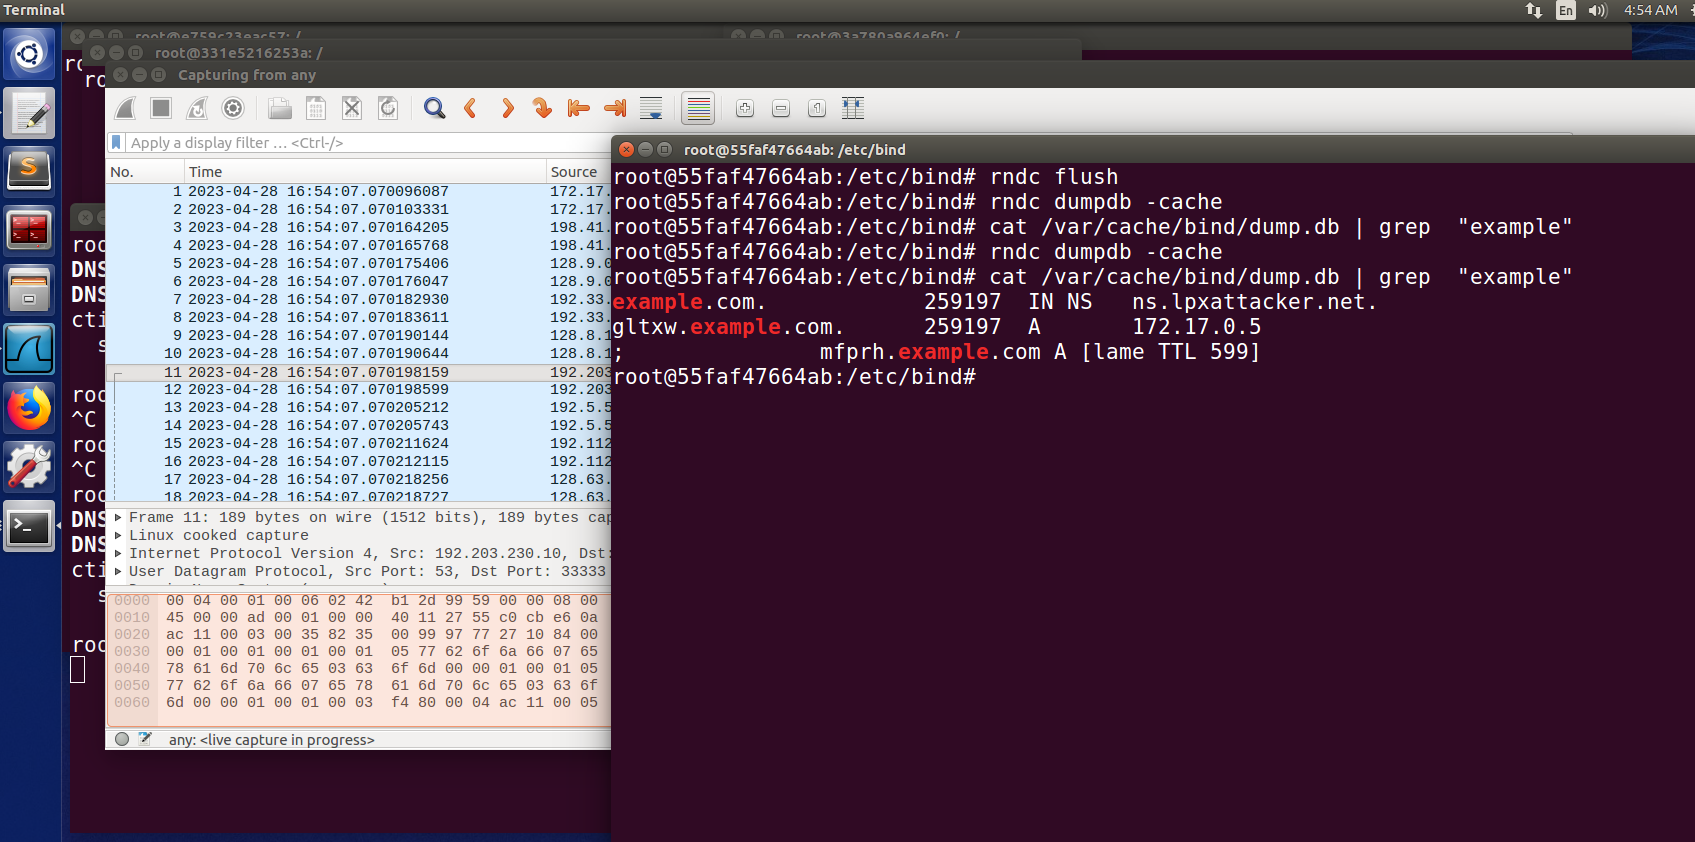 Terminal
En
4:54 AM
root@e759c23eac57: /
root@3a780a964ef0: /
root@331e5216253a: /
Capturing from any
Apply a display filter … <Ctrl-/>
No. Time Source
1 2023-04-28 16:54:07.070096087 172.17.
2 2023-04-28 16:54:07.070103331 172.17.
3 2023-04-28 16:54:07.070164205 198.41.
4 2023-04-28 16:54:07.070165768 198.41.
5 2023-04-28 16:54:07.070175406 128.9.0
6 2023-04-28 16:54:07.070176047 128.9.0
7 2023-04-28 16:54:07.070182930 192.33.
8 2023-04-28 16:54:07.070183611 192.33.
9 2023-04-28 16:54:07.070190144 128.8.1
10 2023-04-28 16:54:07.070190644 128.8.1
11 2023-04-28 16:54:07.070198159 192.203
12 2023-04-28 16:54:07.070198599 192.203
13 2023-04-28 16:54:07.070205212 192.5.5
14 2023-04-28 16:54:07.070205743 192.5.5
15 2023-04-28 16:54:07.070211624 192.112
16 2023-04-28 16:54:07.070212115 192.112
17 2023-04-28 16:54:07.070218256 128.63.
18 2023-04-28 16:54:07.070218727 128.63.
Frame 11: 189 bytes on wire (1512 bits), 189 bytes cap
Linux cooked capture
Internet Protocol Version 4, Src: 192.203.230.10, Dst:
User Datagram Protocol, Src Port: 53, Dst Port: 33333
0000 00 04 00 01 00 06 02 42 b1 2d 99 59 00 00 08 00
0010 45 00 00 ad 00 01 00 00 40 11 27 55 c0 cb e6 0a
0020 ac 11 00 03 00 35 82 35 00 99 97 77 27 10 84 00
0030 00 01 00 01 00 01 00 01 05 77 62 6f 6a 66 07 65
0040 78 61 6d 70 6c 65 03 63 6f 6d 00 00 01 00 01 05
0050 77 62 6f 6a 66 07 65 78 61 6d 70 6c 65 03 63 6f
0060 6d 00 00 01 00 01 00 03 f4 80 00 04 ac 11 00 05
any: <live capture in progress>
root@55faf47664ab: /etc/bind
root@55faf47664ab:/etc/bind# rndc flush
root@55faf47664ab:/etc/bind# rndc dumpdb -cache
root@55faf47664ab:/etc/bind# cat /var/cache/bind/dump.db | grep "example"
root@55faf47664ab:/etc/bind# rndc dumpdb -cache
root@55faf47664ab:/etc/bind# cat /var/cache/bind/dump.db | grep "example"
example.com. 259197 IN NS ns.lpxattacker.net.
gltxw.example.com. 259197 A 172.17.0.5
; mfprh.example.com A [lame TTL 599]
root@55faf47664ab:/etc/bind#
DNS
DNS
cti
^C
^C
DNS
DNS
cti